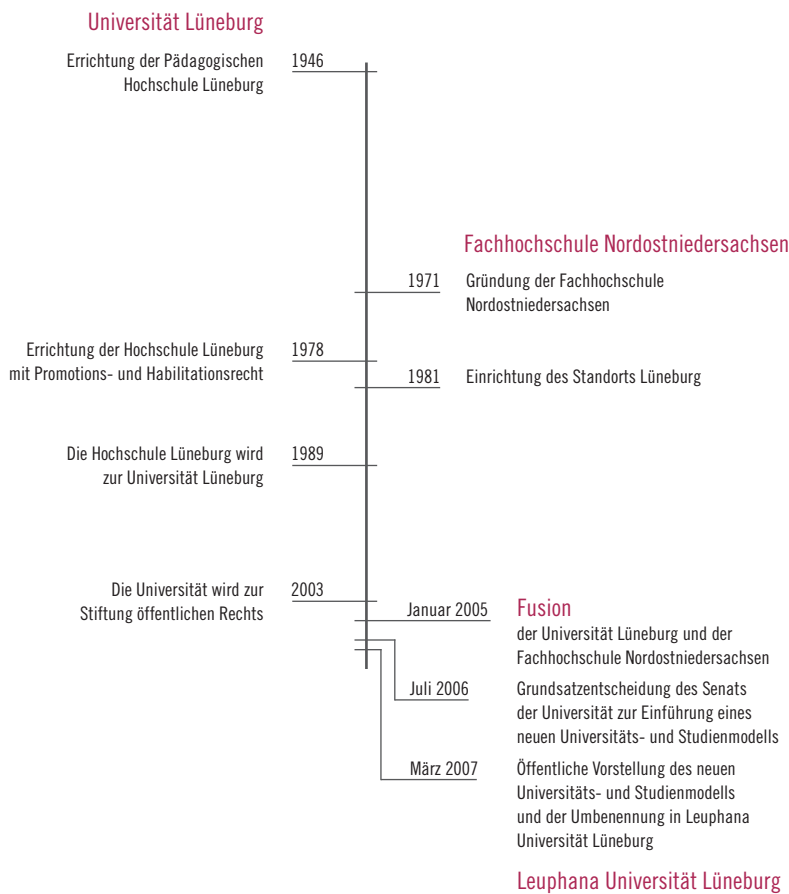 Universität Lüneburg
Errichtung der Pädagogischen
Hochschule Lüneburg
1946
Fachhochschule Nordostniedersachsen
1971
Gründung der Fachhochschule
Nordostniedersachsen
Errichtung der Hochschule Lüneburg
mit Promotions- und Habilitationsrecht
1978
1981
Einrichtung des Standorts Lüneburg
Die Hochschule Lüneburg wird
zur Universität Lüneburg
1989
Die Universität wird zur
Stiftung öffentlichen Rechts
2003
Januar 2005
Fusion
der Universität Lüneburg und der
Fachhochschule Nordostniedersachsen
Juli 2006
Grundsatzentscheidung des Senats
der Universität zur Einführung eines
neuen Universitäts- und Studienmodells
März 2007
Öffentliche Vorstellung des neuen
Universitäts- und Studienmodells
und der Umbenennung in Leuphana
Universität Lüneburg
Leuphana Universität Lüneburg